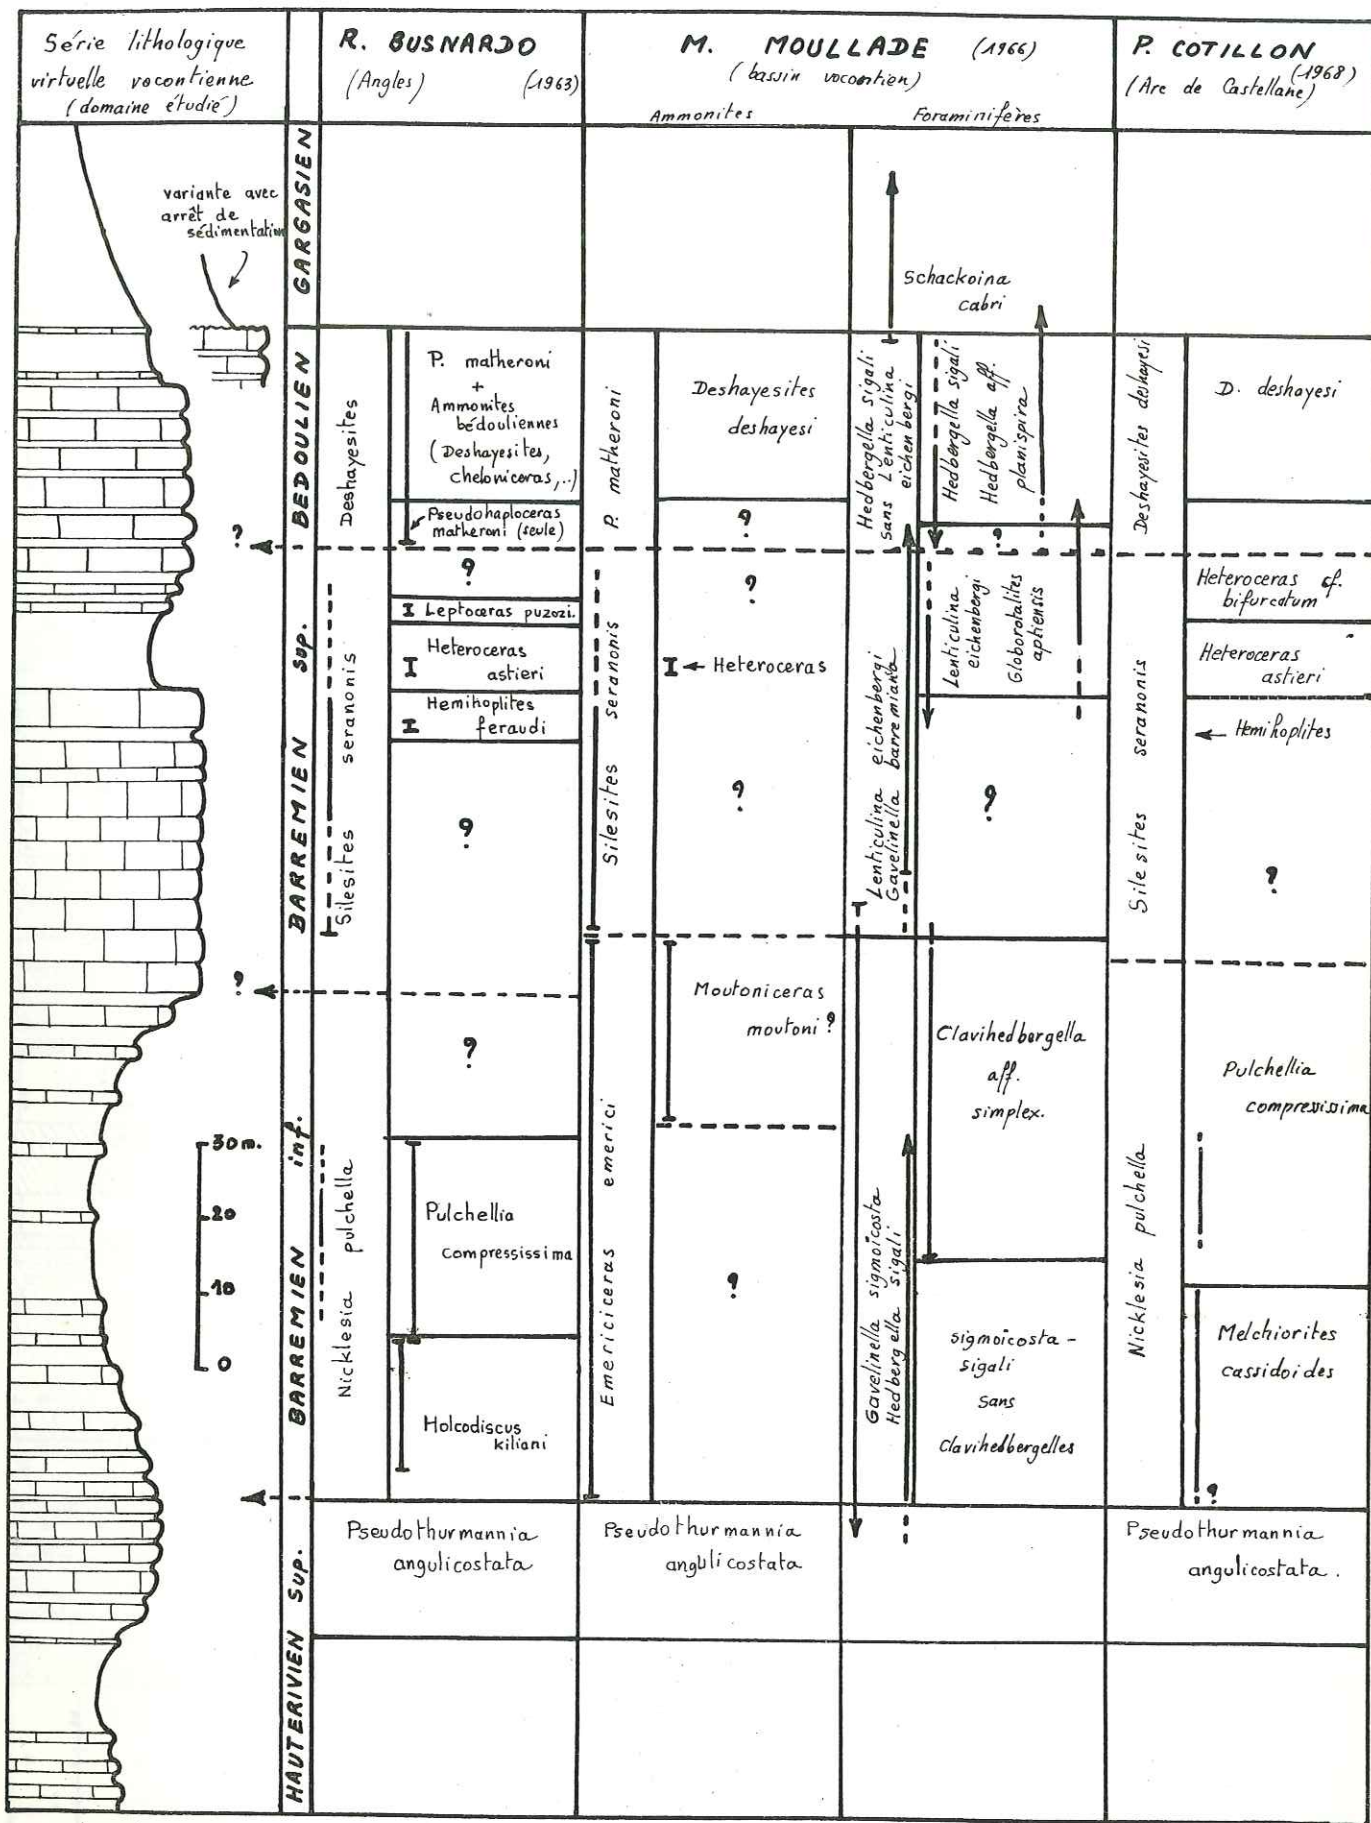 Série lithologique
virtuelle vocontienne
(domaine étudié)
R. BUSNARDO
(Angles) (1963)
M. MOULLADE (1966)
(bassin vocontien)
Ammonites Foraminifères
P. COTILLON
(1968)
(Arc de Castellane)
variante avec
arrêt de
sédimentation
?
?
30 m.
20
10
0
GARGASIEN
BEDOULIEN
BARREMIEN sup.
BARREMIEN inf.
HAUTERIVIEN Sup.
Deshayesites
Silesites seranonis
Nicklesia pulchella
P. matheroni
+
Ammonites
bédouliennes
(Deshayesites,
cheloniceras,..)
Pseudohaploceras
matheroni (seule)
?
Leptoceras puzozi.
Heteroceras
astieri
Hemihoplites
feraudi
?
?
Pulchellia
compressissima
Holcodiscus
kiliani
Pseudothurmannia
angulicostata
P. matheroni
Silesites seranonis
Emericiceras emerici
Deshayesites
deshayesi
?
?
Heteroceras
?
Moutoniceras
moutoni ?
?
Pseudothurmannia
angulicostata
Schackoina
cabri
Hedbergella sigali
sans Lenticulina
eichenbergi
Hedbergella sigali
Hedbergella aff.
planispira
?
Lenticulina eichenbergi
Gavelinella barremiana
Lenticulina
eichenbergi
Globorotalites
aptiensis
?
Clavihedbergella
aff.
simplex.
Gavelinella sigmoicosta
Hedbergella sigali
sigmoicosta -
sigali
sans
Clavihedbergelles
Deshayesites deshayesi
Silesites seranonis
Nicklesia pulchella
D. deshayesi
Heteroceras cf.
bifurcatum
Heteroceras
astieri
Hemihoplites
?
Pulchellia
compressissima
Melchiorites
cassidoides
?
Pseudothurmannia
angulicostata.